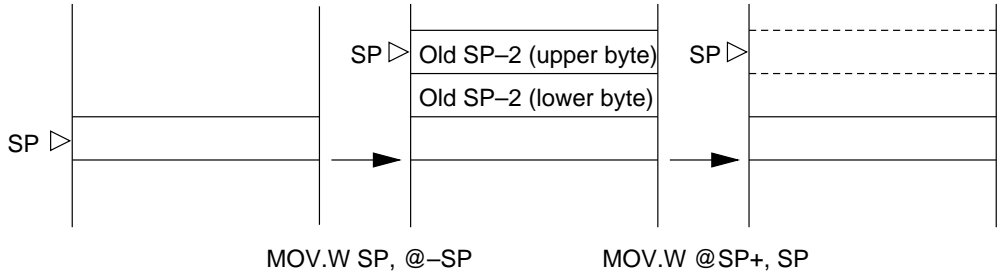 SP Old SP–2 (upper byte) SP
Old SP–2 (lower byte)
SP
MOV.W SP, @–SP MOV.W @SP+, SP